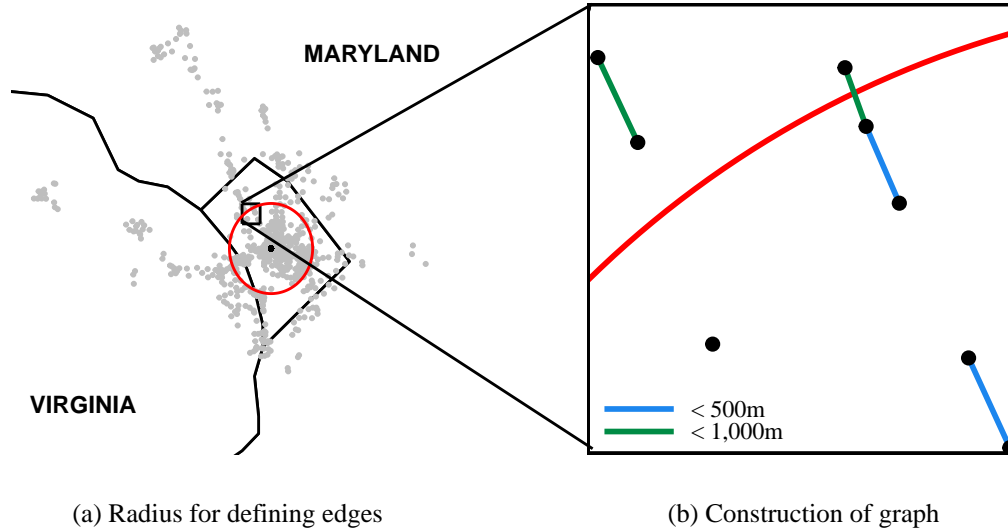 MARYLAND
VIRGINIA
< 500m
< 1,000m
(a) Radius for defining edges
(b) Construction of graph